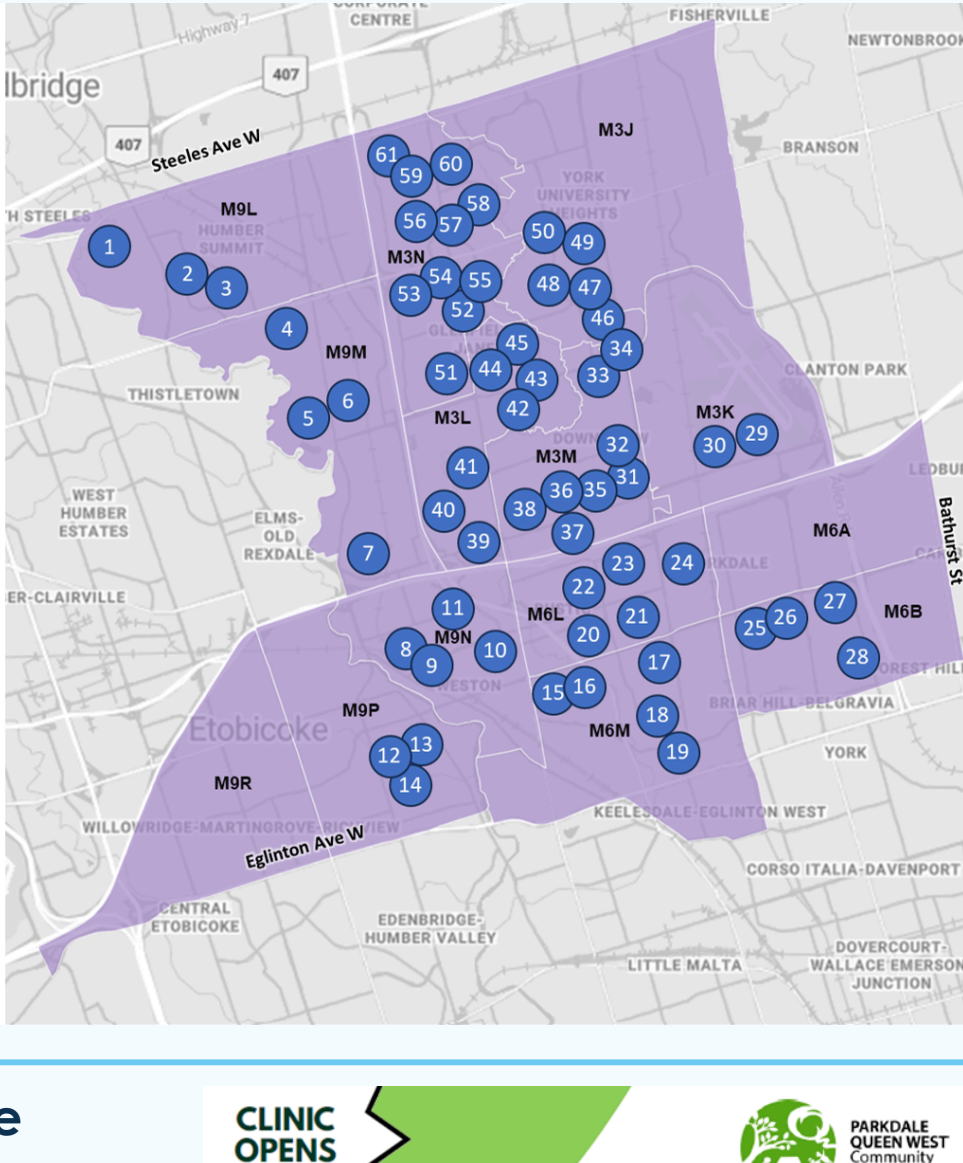 CORPORATE
CENTRE
FISHERVILLE
Highway 7
NEWTONBROOK
lbridge
407
407
Steeles Ave W
M3J
BRANSON
61
60
59
YORK
UNIVERSITY
HEIGHTS
58
M9L
HUMBER
SUMMIT
H STEELES
56
57
50
49
1
M3N
2
3
54
55
53
48
47
52
46
4
45
34
M9M
51
44
43
33
CLANTON PARK
THISTLETOWN
6
5
M3L
42
M3K
30
29
32
M3M
41
31
LEDBU
WEST
HUMBER
ESTATES
36
35
38
40
37
39
ELMS-
OLD
REXDALE
Bathurst St
M6A
7
23
24
RKDALE
22
ER-CLAIRVILLE
11
M6L
21
27
M6B
26
25
20
M9N
8
9
10
17
28
OREST HILL
WESTON
15
16
BRIAR HILL-BELGRAVIA
M9P
18
M6M
Etobicoke
13
12
19
YORK
14
M9R
KEELESDALE-EGLINTON WEST
WILLOWRIDGE-MARTINGROVE-RICHVIEW
Eglinton Ave W
CORSO ITALIA-DAVENPORT
CENTRAL
ETOBICOKE
EDENBRIDGE-
HUMBER VALLEY
LITTLE MALTA
DOVERCOURT-
WALLACE EMERSON
JUNCTION
e
CLINIC
OPENS
PARKDALE
QUEEN WEST
Community